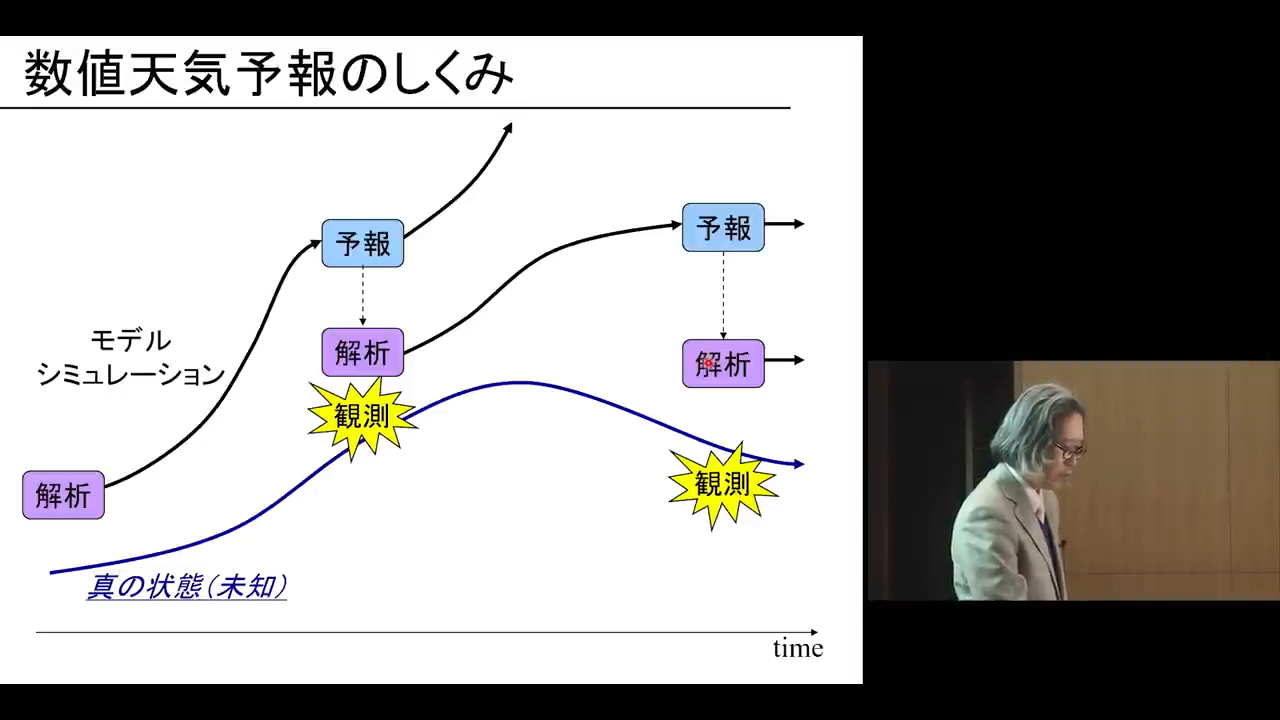 数値天気予報のしくみ
予報
予報
モデル
シミュレーション
解析
解析
観測
観測
解析
真の状態(未知)
time